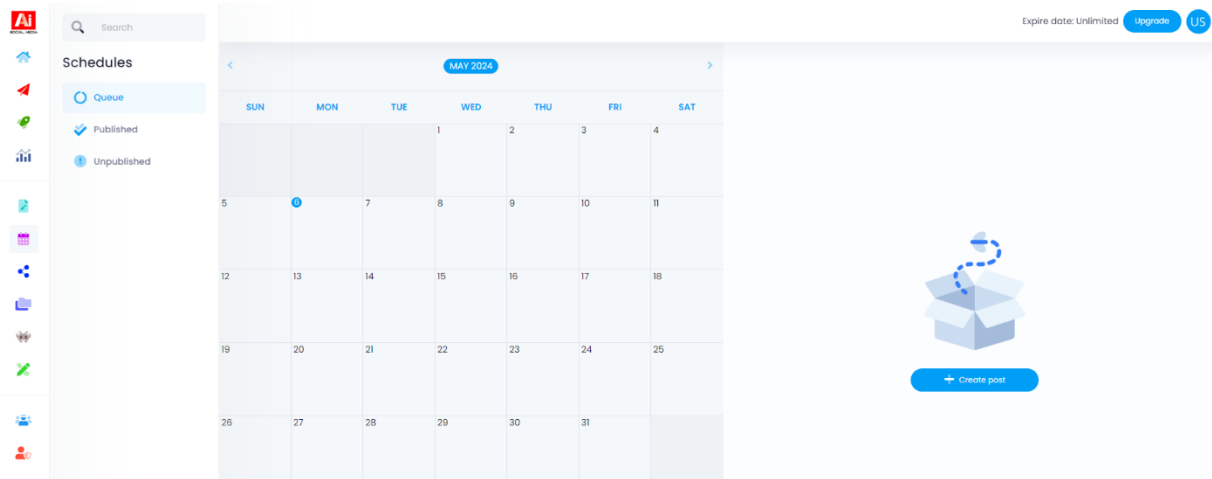 Ai
SOCIAL MEDIA
Search
Expire date: Unlimited
Upgrade
US
Schedules
Queue
Published
Unpublished
MAY 2024
SUN MON TUE WED THU FRI SAT
1 2 3 4
5 6 7 8 9 10 11
12 13 14 15 16 17 18
19 20 21 22 23 24 25
26 27 28 29 30 31
+ Create post